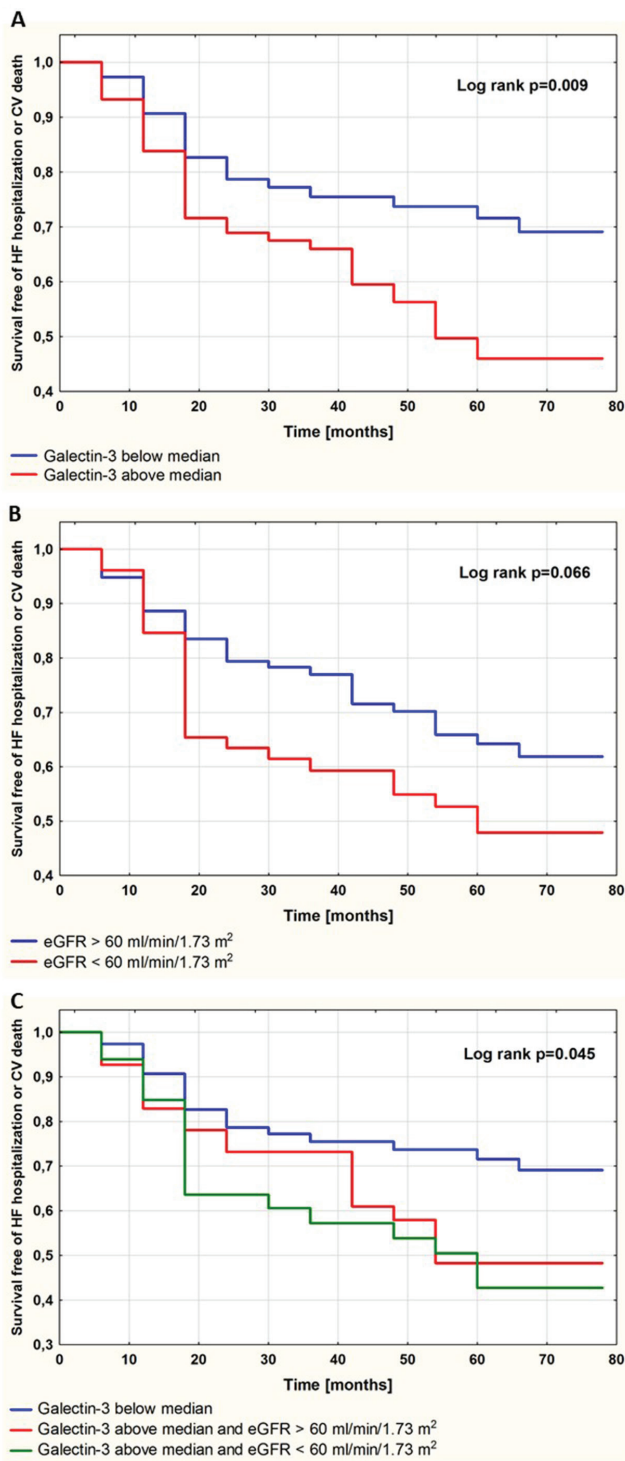 A
Survival free of HF hospitalization or CV death
1,0
0,9
0,8
0,7
0,6
0,5
0,4
Log rank p=0.009
0 10 20 30 40 50 60 70 80
Time [months]
Galectin-3 below median
Galectin-3 above median
B
Survival free of HF hospitalization or CV death
1,0
0,9
0,8
0,7
0,6
0,5
0,4
Log rank p=0.066
0 10 20 30 40 50 60 70 80
Time [months]
eGFR > 60 ml/min/1.73 m²
eGFR < 60 ml/min/1.73 m²
C
Survival free of HF hospitalization or CV death
1,0
0,9
0,8
0,7
0,6
0,5
0,4
0,3
Log rank p=0.045
0 10 20 30 40 50 60 70 80
Time [months]
Galectin-3 below median
Galectin-3 above median and eGFR > 60 ml/min/1.73 m²
Galectin-3 above median and eGFR < 60 ml/min/1.73 m²